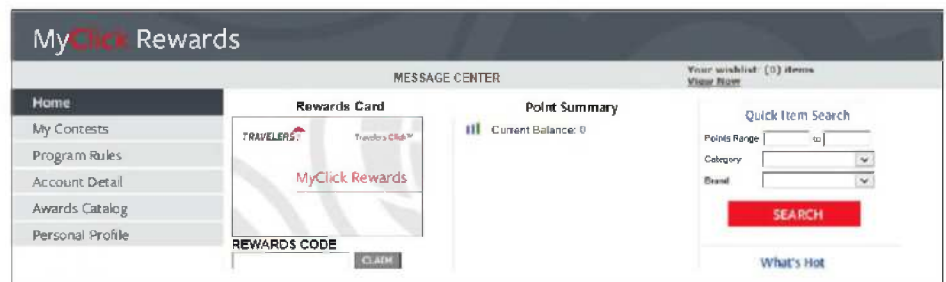 MyClick Rewards
MESSAGE CENTER
Your wishlist: (0) items
View Now
Home
My Contests
Program Rules
Account Detail
Awards Catalog
Personal Profile
Rewards Card
TRAVELERS
Travelers Click™
MyClick Rewards
REWARDS CODE
CLAIM
Point Summary
Current Balance: 0
Quick Item Search
Points Range to
Category
Brand
SEARCH
What's Hot